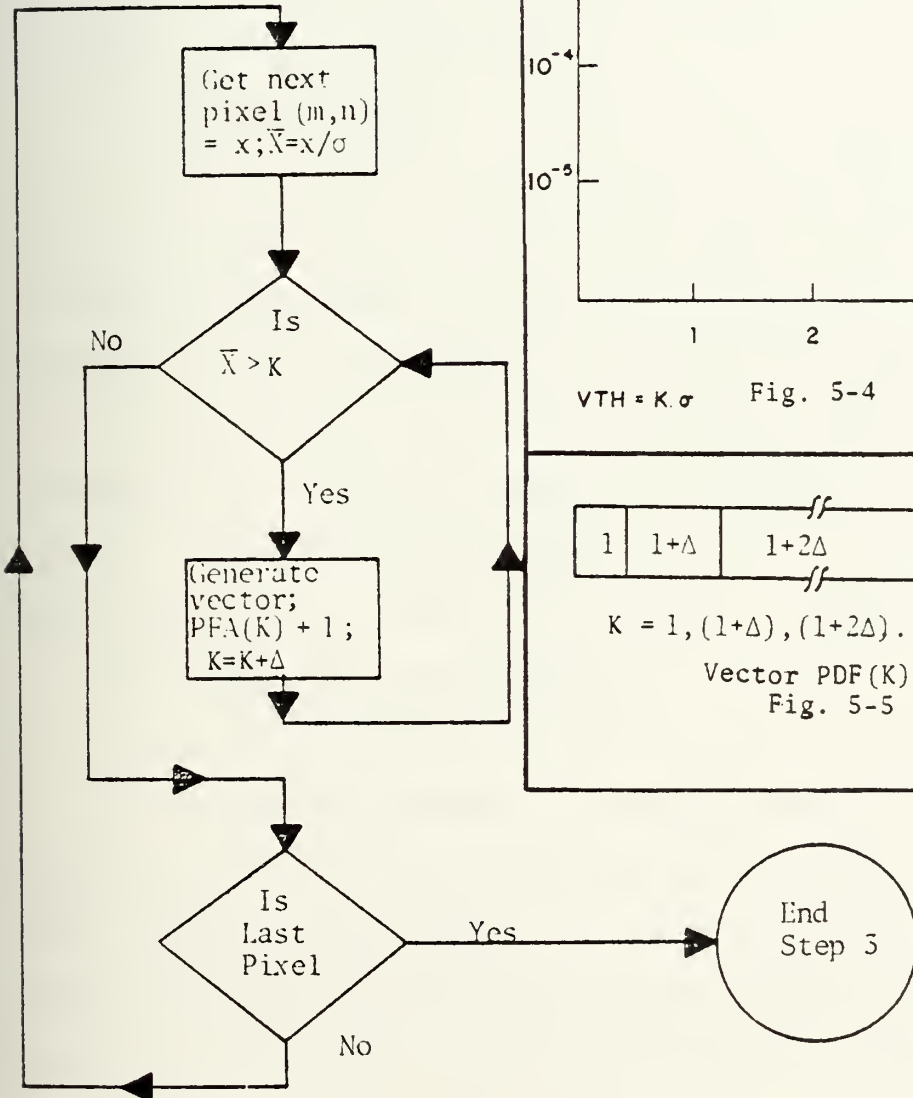 Get next
pixel (m,n)
= x; X̅=x/σ
Is
X̅ > K
No
Yes
Generate
vector;
PFA(K) + 1;
K=K+Δ
Is
Last
Pixel
Yes
No
End
Step 3
10⁻⁴
10⁻⁵
1 2
VTH = K.σ Fig. 5-4
1 1+Δ 1+2Δ
K = 1, (1+Δ), (1+2Δ).
Vector PDF(K)
Fig. 5-5